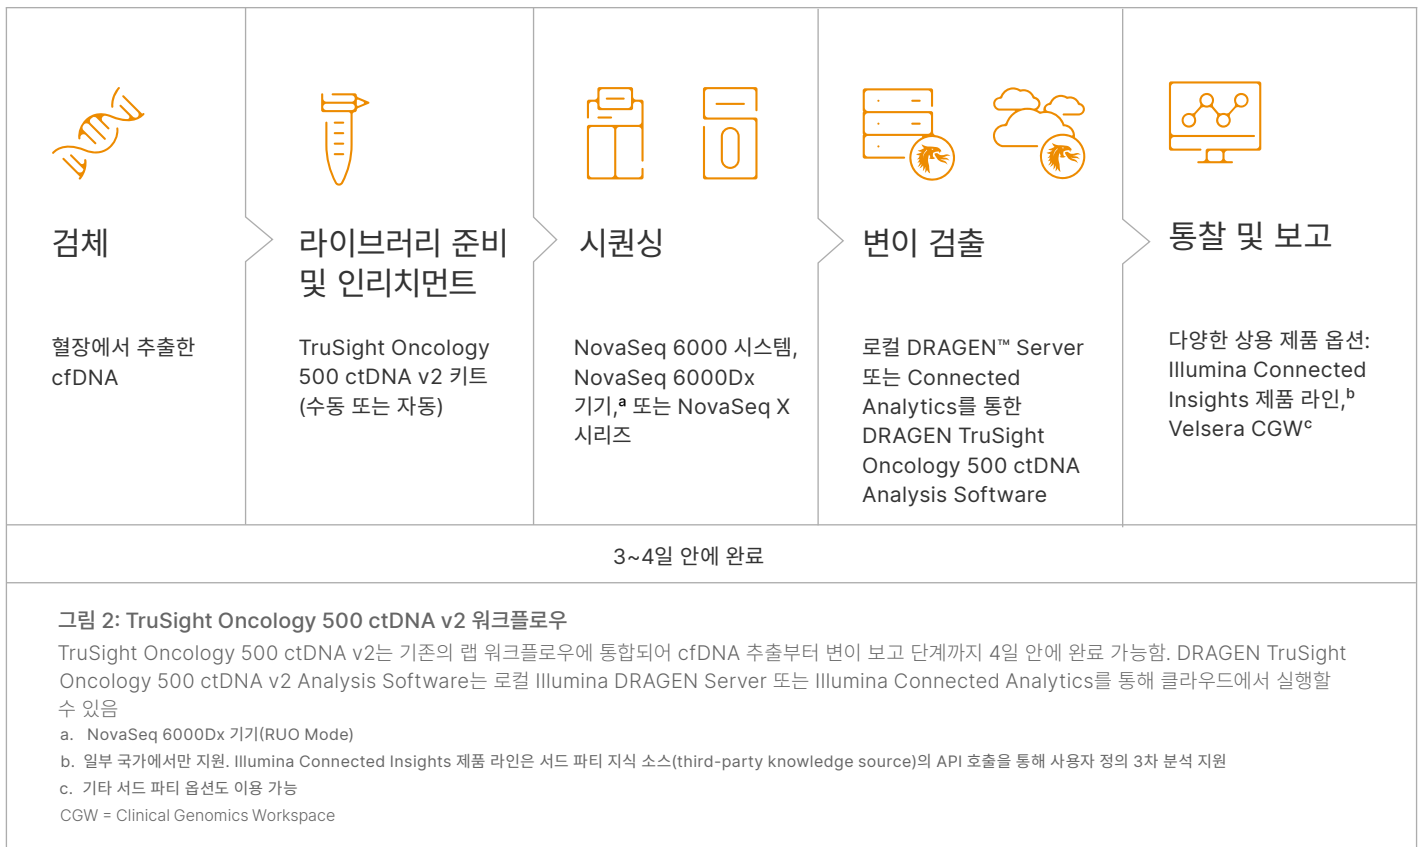 검체
혈장에서 추출한
cfDNA
라이브러리 준비
및 인리치먼트
TruSight Oncology
500 ctDNA v2 키트
(수동 또는 자동)
시퀀싱
NovaSeq 6000 시스템,
NovaSeq 6000Dx
기기,ᵃ 또는 NovaSeq X
시리즈
변이 검출
로컬 DRAGEN™ Server
또는 Connected
Analytics를 통한
DRAGEN TruSight
Oncology 500 ctDNA
Analysis Software
통찰 및 보고
다양한 상용 제품 옵션:
Illumina Connected
Insights 제품 라인,ᵇ
Velsera CGWᶜ
3~4일 안에 완료
그림 2: TruSight Oncology 500 ctDNA v2 워크플로우
TruSight Oncology 500 ctDNA v2는 기존의 랩 워크플로우에 통합되어 cfDNA 추출부터 변이 보고 단계까지 4일 안에 완료 가능함. DRAGEN TruSight
Oncology 500 ctDNA v2 Analysis Software는 로컬 Illumina DRAGEN Server 또는 Illumina Connected Analytics를 통해 클라우드에서 실행할
수 있음
a. NovaSeq 6000Dx 기기(RUO Mode)
b. 일부 국가에서만 지원. Illumina Connected Insights 제품 라인은 서드 파티 지식 소스(third-party knowledge source)의 API 호출을 통해 사용자 정의 3차 분석 지원
c. 기타 서드 파티 옵션도 이용 가능
CGW = Clinical Genomics Workspace